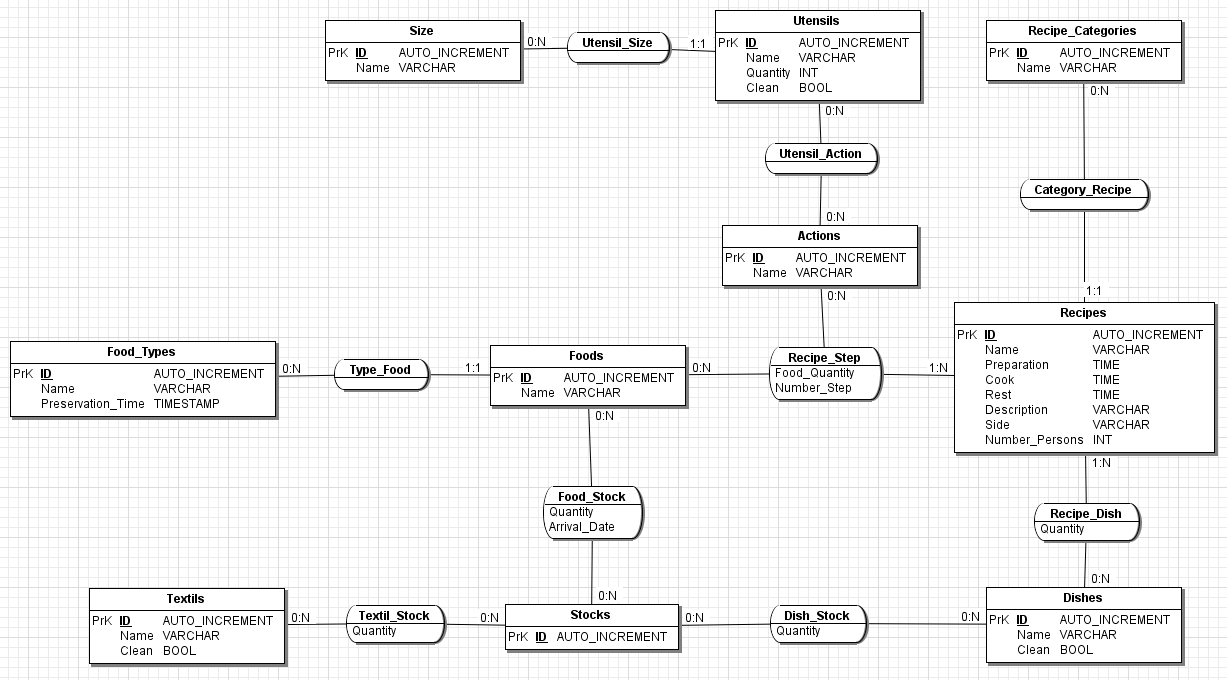 Size
PrK ID AUTO_INCREMENT
Name VARCHAR
0:N
Utensil_Size
1:1
Utensils
PrK ID AUTO_INCREMENT
Name VARCHAR
Quantity INT
Clean BOOL
Recipe_Categories
PrK ID AUTO_INCREMENT
Name VARCHAR
0:N
0:N
Utensil_Action
0:N
Category_Recipe
1:1
Actions
PrK ID AUTO_INCREMENT
Name VARCHAR
0:N
Recipes
PrK ID AUTO_INCREMENT
Name VARCHAR
Preparation TIME
Cook TIME
Rest TIME
Description VARCHAR
Side VARCHAR
Number_Persons INT
Food_Types
PrK ID AUTO_INCREMENT
Name VARCHAR
Preservation_Time TIMESTAMP
0:N
Type_Food
1:1
Foods
PrK ID AUTO_INCREMENT
Name VARCHAR
0:N
Recipe_Step
Food_Quantity
Number_Step
1:N
0:N
1:N
Food_Stock
Quantity
Arrival_Date
Recipe_Dish
Quantity
0:N
0:N
Textils
PrK ID AUTO_INCREMENT
Name VARCHAR
Clean BOOL
0:N
Textil_Stock
Quantity
0:N
Stocks
PrK ID AUTO_INCREMENT
0:N
Dish_Stock
Quantity
0:N
Dishes
PrK ID AUTO_INCREMENT
Name VARCHAR
Clean BOOL